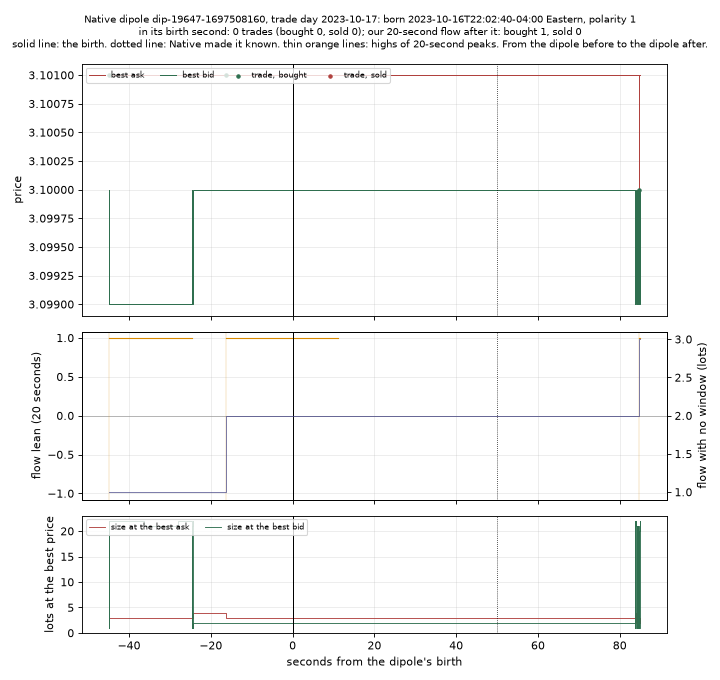 Native dipole dip-19647-1697508160, trade day 2023-10-17: born 2023-10-16T22:02:40-04:00 Eastern, polarity 1
in its birth second: 0 trades (bought 0, sold 0); our 20-second flow after it: bought 1, sold 0
solid line: the birth. dotted line: Native made it known. thin orange lines: highs of 20-second peaks. From the dipole before to the dipole after.
best ask
best bid
trade, bought
trade, sold
3.10100
3.10075
3.10050
3.10025
3.10000
3.09975
3.09950
3.09925
3.09900
price
1.0
0.5
0.0
−0.5
−1.0
flow lean (20 seconds)
3.0
2.5
2.0
1.5
1.0
flow with no window (lots)
size at the best ask
size at the best bid
20
15
10
5
0
lots at the best price
−40
−20
0
20
40
60
80
seconds from the dipole's birth